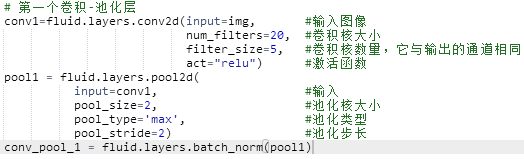 # 第一个卷积-池化层
conv1=fluid.layers.conv2d(input=img, #输入图像
num_filters=20, #卷积核大小
filter_size=5, #卷积核数量，它与输出的通道相同
act="relu") #激活函数
pool1 = fluid.layers.pool2d(
input=conv1, #输入
pool_size=2, #池化核大小
pool_type='max', #池化类型
pool_stride=2) #池化步长
conv_pool_1 = fluid.layers.batch_norm(pool1)